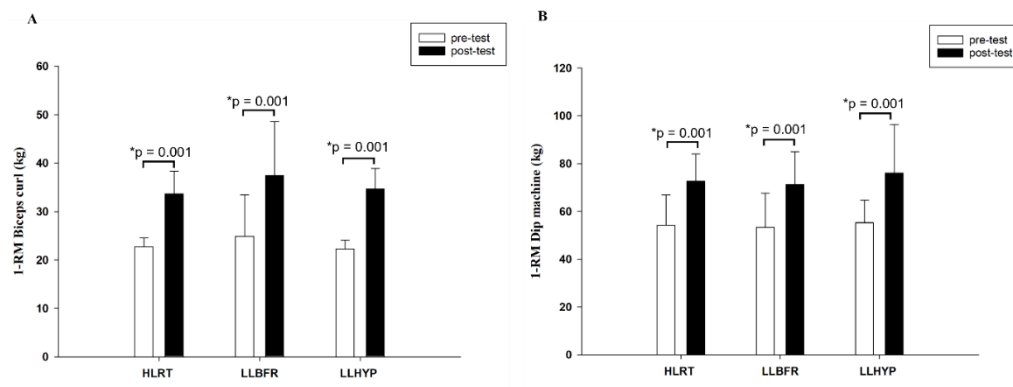 A
pre-test
post-test
60
50
40
30
20
10
0
1-RM Biceps curl (kg)
*p = 0.001
*p = 0.001
*p = 0.001
HLRT
LLBFR
LLHYP
B
pre-test
post-test
120
100
80
60
40
20
0
1-RM Dip machine (kg)
*p = 0.001
*p = 0.001
*p = 0.001
HLRT
LLBFR
LLHYP